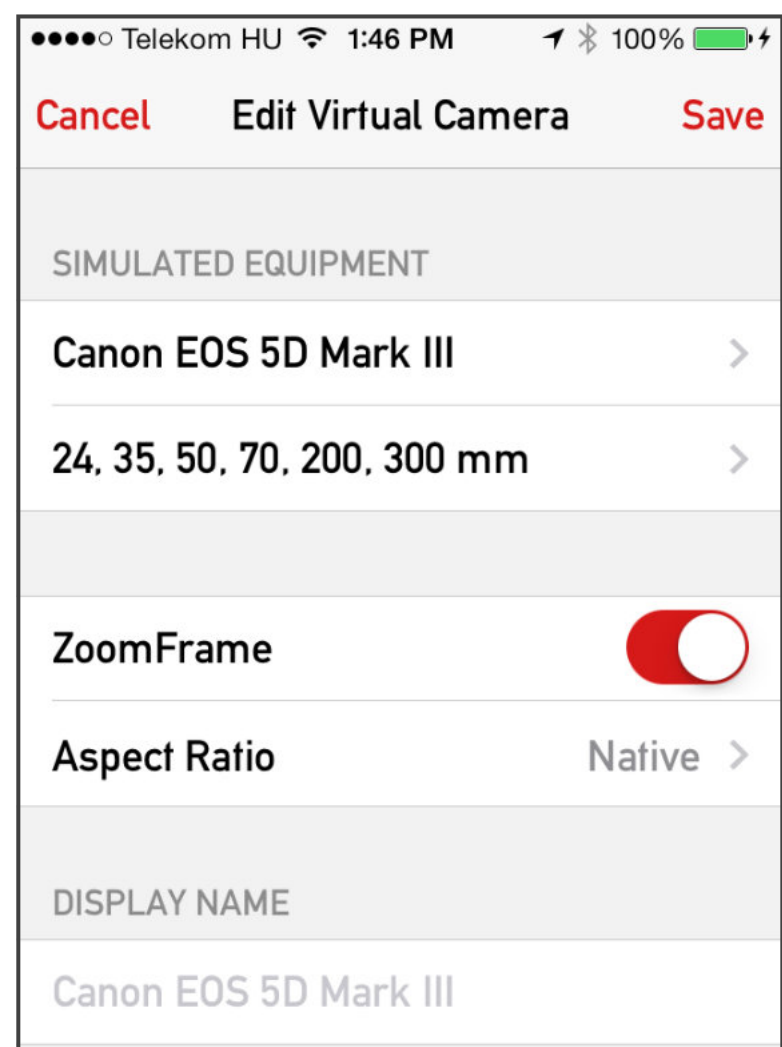 Telekom HU 1:46 PM 100%
Cancel Edit Virtual Camera Save
SIMULATED EQUIPMENT
Canon EOS 5D Mark III
24, 35, 50, 70, 200, 300 mm
ZoomFrame
Aspect Ratio Native
DISPLAY NAME
Canon EOS 5D Mark III